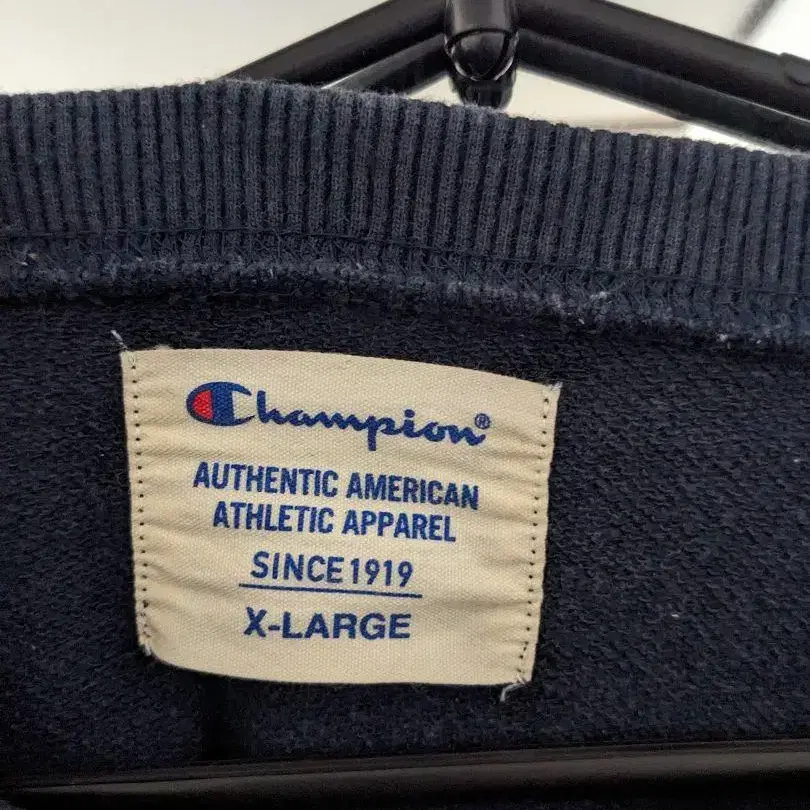 Champion®
AUTHENTIC AMERICAN
ATHLETIC APPAREL
SINCE 1919
X-LARGE